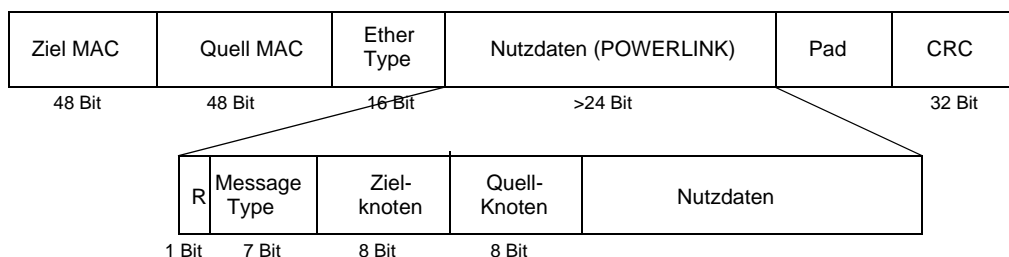 Ziel MAC
Quell MAC
Ether
Type
Nutzdaten (POWERLINK)
Pad
CRC
48 Bit
48 Bit
16 Bit
>24 Bit
32 Bit
R
Message
Type
Ziel-
knoten
Quell-
Knoten
Nutzdaten
1 Bit
7 Bit
8 Bit
8 Bit